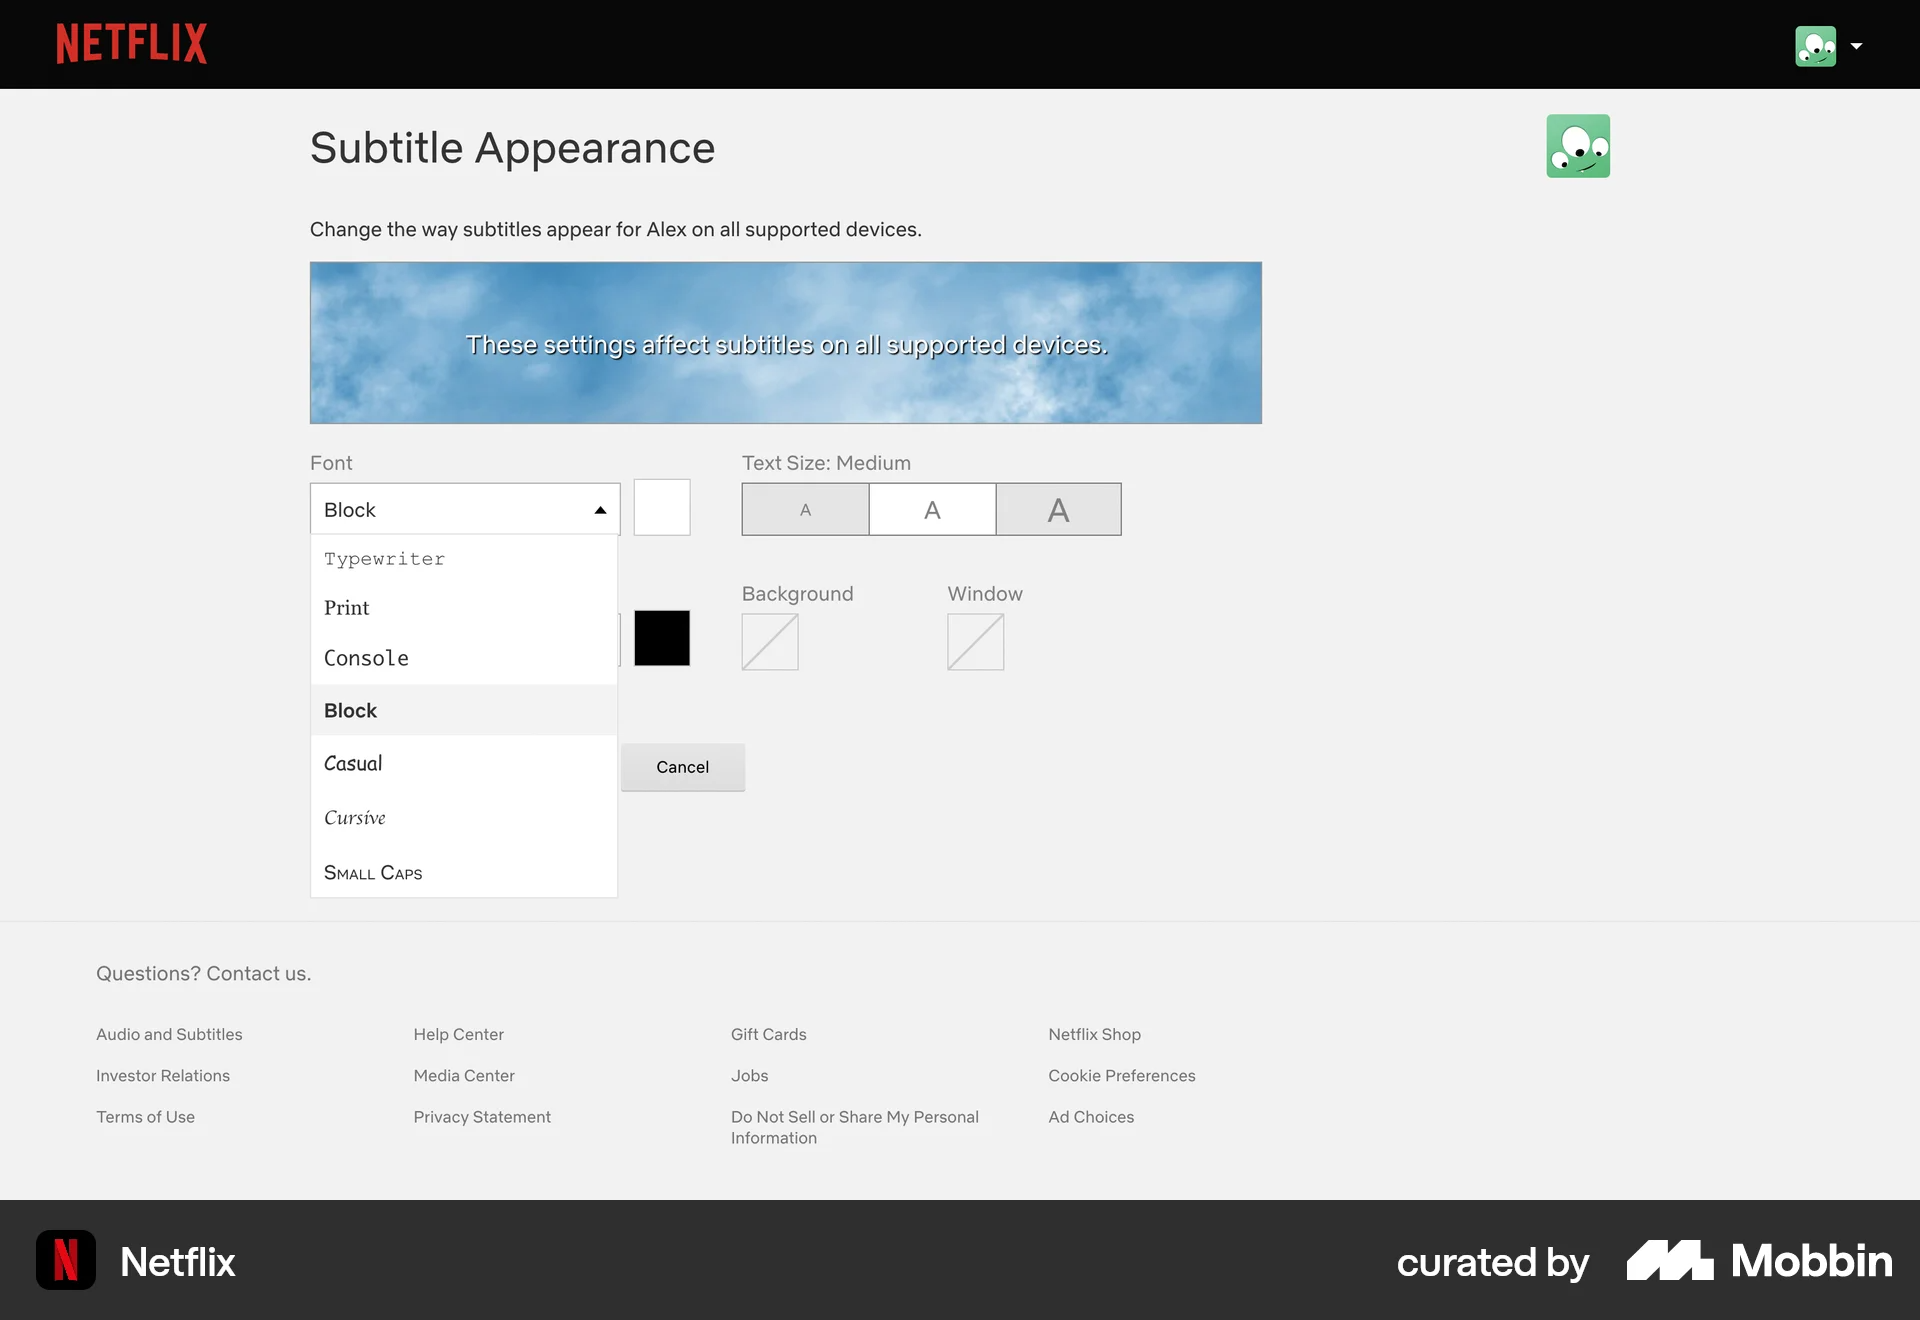 NETFLIX
Subtitle Appearance
Change the way subtitles appear for Alex on all supported devices.
These settings affect subtitles on all supported devices.
Font
Text Size: Medium
Block
A A A
Typewriter
Print
Console
Block
Casual
Cursive
Small Caps
Background
Window
Cancel
Questions? Contact us.
Audio and Subtitles
Help Center
Gift Cards
Netflix Shop
Investor Relations
Media Center
Jobs
Cookie Preferences
Terms of Use
Privacy Statement
Do Not Sell or Share My Personal
Information
Ad Choices
N
Netflix
curated by
Mobbin